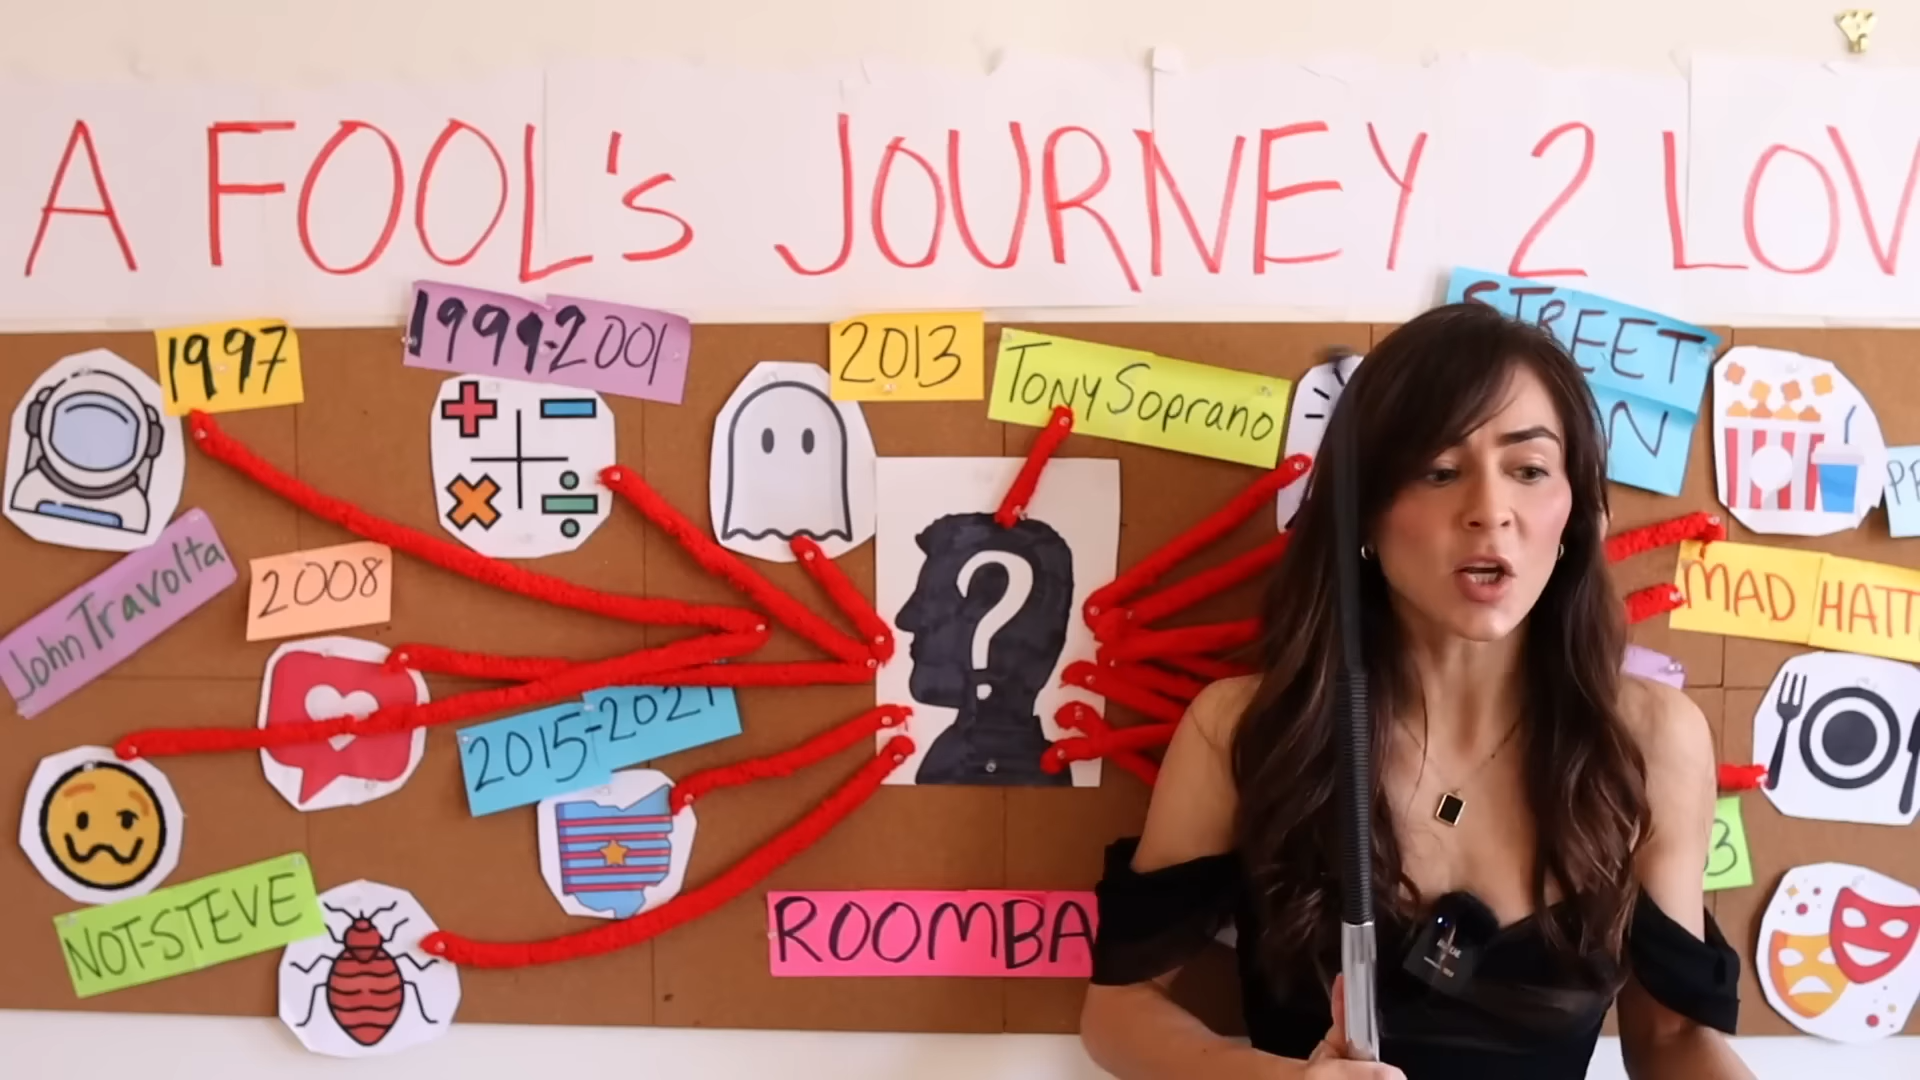 A FOOL'S JOURNEY 2 LOV
1997
1999-2001
2013
Tony Soprano
STREET
John Travolta
2008
MAD HATT
2015-2021
NOT-STEVE
ROOMBA
?